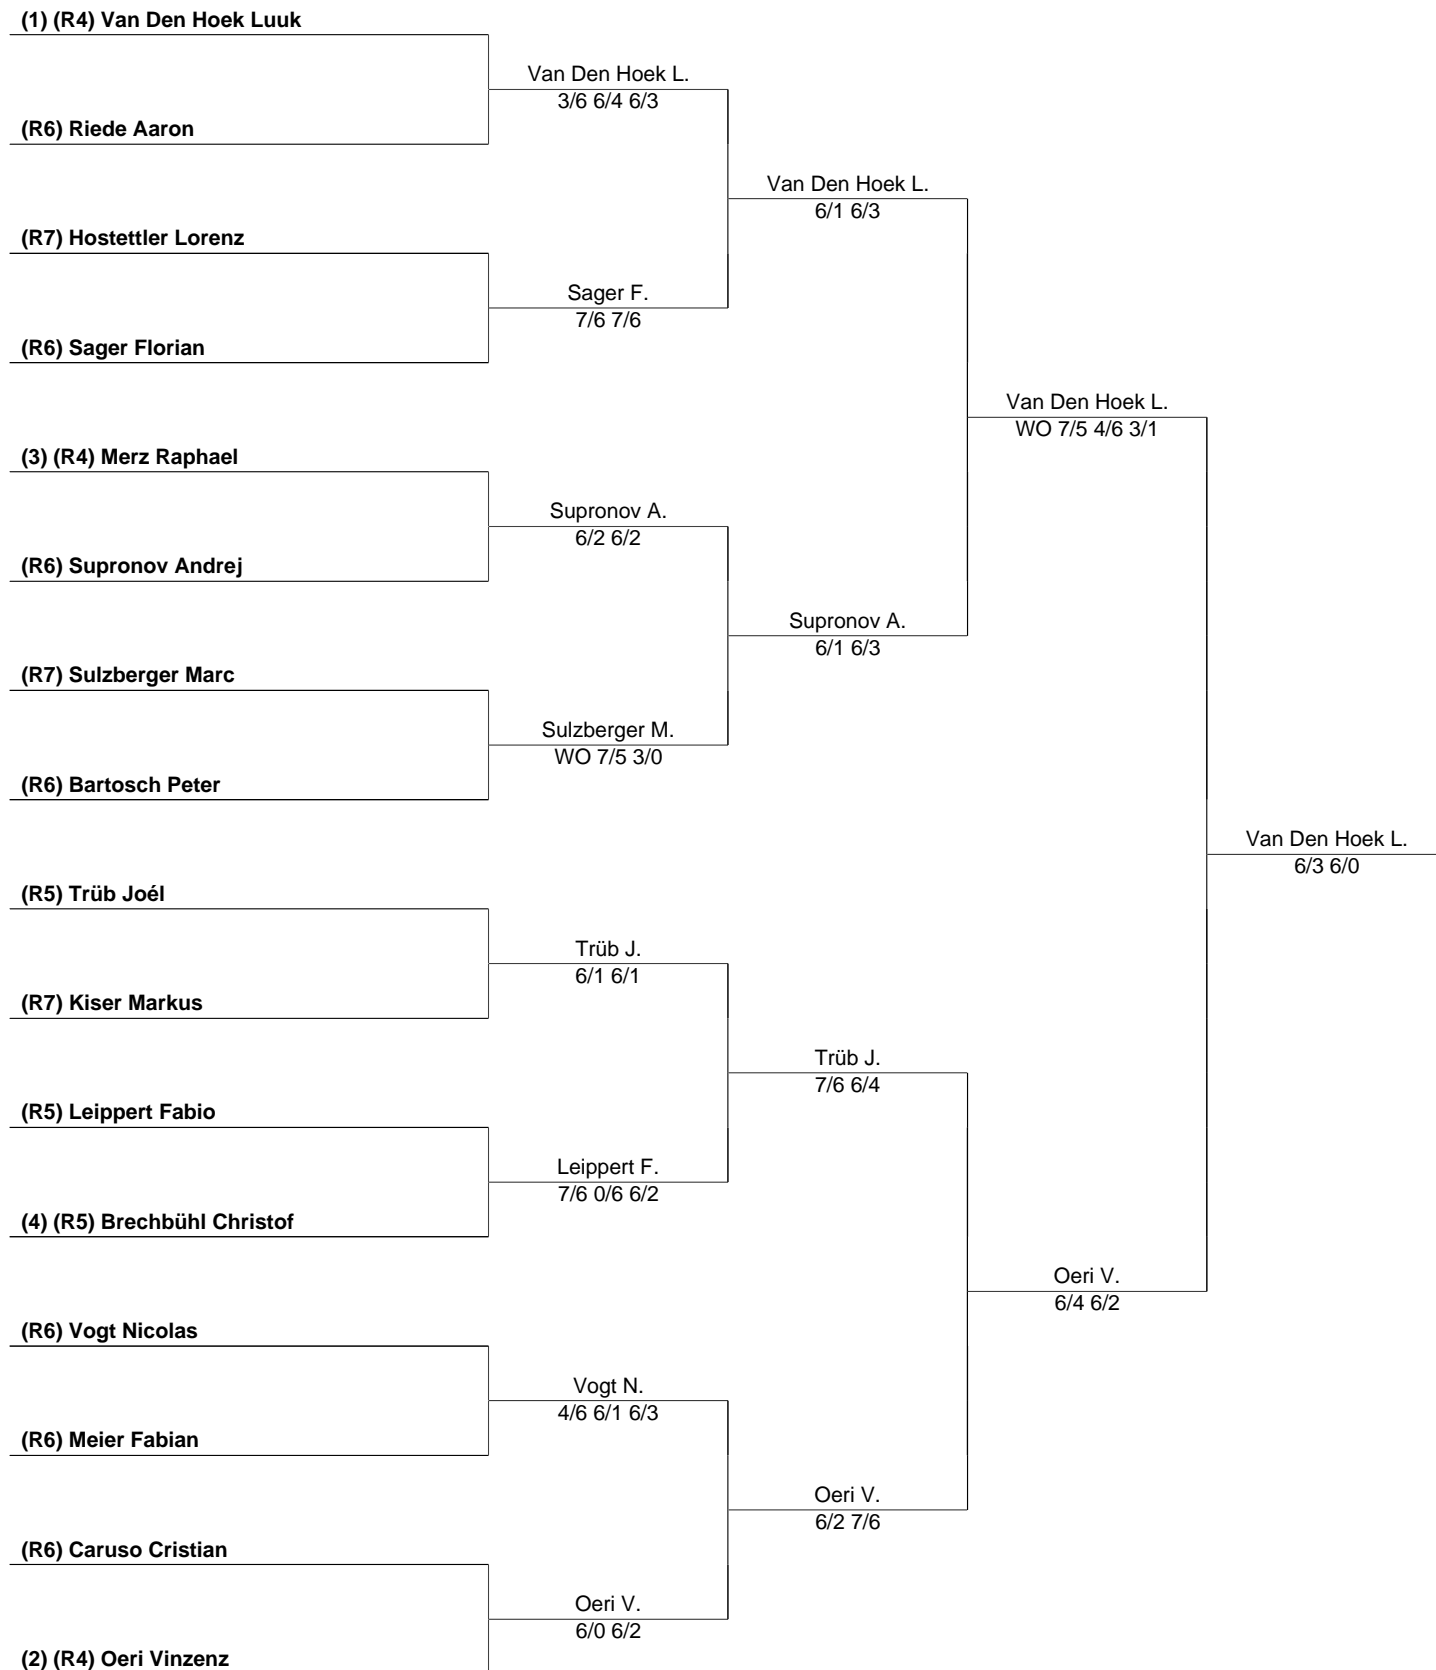 (1) (R4) Van Den Hoek Luuk
Van Den Hoek L.
3/6 6/4 6/3
(R6) Riede Aaron
Van Den Hoek L.
6/1 6/3
(R7) Hostettler Lorenz
Sager F.
7/6 7/6
(R6) Sager Florian
Van Den Hoek L.
WO 7/5 4/6 3/1
(3) (R4) Merz Raphael
Supronov A.
6/2 6/2
(R6) Supronov Andrej
Supronov A.
6/1 6/3
(R7) Sulzberger Marc
Sulzberger M.
WO 7/5 3/0
(R6) Bartosch Peter
Van Den Hoek L.
6/3 6/0
(R5) Trüb Joél
Trüb J.
6/1 6/1
(R7) Kiser Markus
Trüb J.
7/6 6/4
(R5) Leippert Fabio
Leippert F.
7/6 0/6 6/2
(4) (R5) Brechbühl Christof
Oeri V.
6/4 6/2
(R6) Vogt Nicolas
Vogt N.
4/6 6/1 6/3
(R6) Meier Fabian
Oeri V.
6/2 7/6
(R6) Caruso Cristian
Oeri V.
6/0 6/2
(2) (R4) Oeri Vinzenz